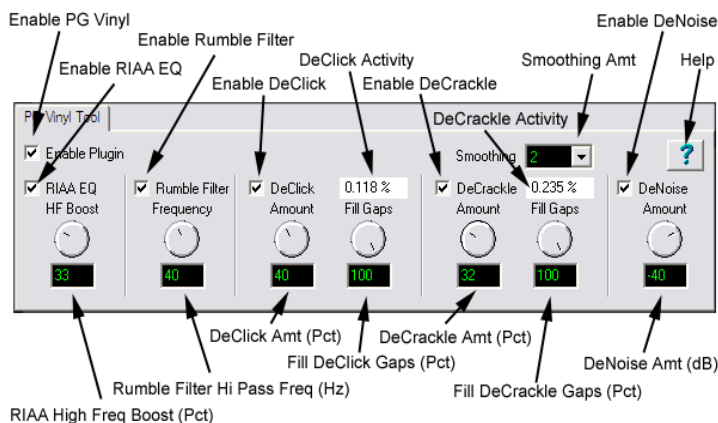 Enable PG Vinyl
Enable DeNoise
Enable Rumble Filter
DeClick Activity
Smoothing Amt
Help
Enable RIAA EQ
Enable DeClick
Enable DeCrackle
Vinyl Tool
DeCrackle Activity
Enable Plugin
Smoothing 2
?
RIAA EQ
Rumble Filter
DeClick
0.118 %
DeCrackle
0.235 %
DeNoise
HF Boost
Frequency
Amount
Fill Gaps
Amount
Fill Gaps
Amount
33
40
40
100
32
100
-40
DeClick Amt (Pct)
DeCrackle Amt (Pct)
Fill DeClick Gaps (Pct)
DeNoise Amt (dB)
Rumble Filter Hi Pass Freq (Hz)
Fill DeCrackle Gaps (Pct)
RIAA High Freq Boost (Pct)